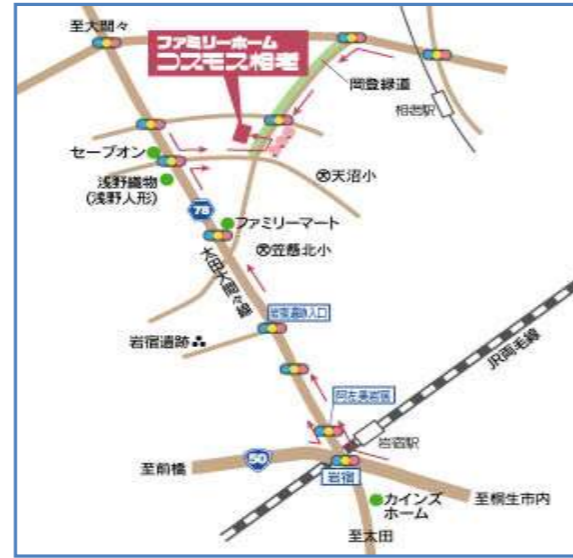 至大間々
ファミリーホーム
コスモス相老
岡登緑道
相老駅
セーブオン
天沼小
浅野織物
(浅野人形)
78
ファミリーマート
笠懸北小
太田大間々線
岩宿遺跡入口
岩宿遺跡
JR両毛線
阿左美岩宿
岩宿駅
50
至前橋
岩宿
カインズ
ホーム
至桐生市内
至太田